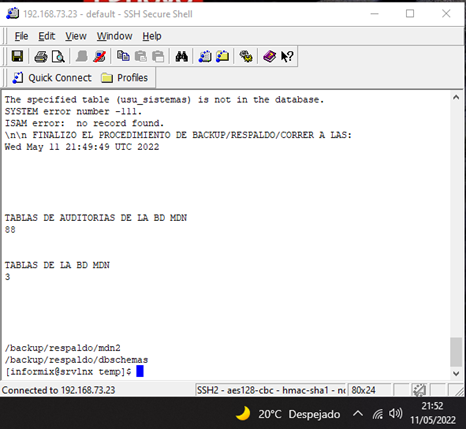 192.168.73.23 - default - SSH Secure Shell
File Edit View Window Help
Quick Connect Profiles
The specified table (usu_sistemas) is not in the database.
SYSTEM error number -111.
ISAM error: no record found.
\n\n FINALIZO EL PROCEDIMIENTO DE BACKUP/RESPALDO/CORRER A LAS:
Wed May 11 21:49:49 UTC 2022
TABLAS DE AUDITORIAS DE LA BD MDN
88
TABLAS DE LA BD MDN
3
/backup/respaldo/mdn2
/backup/respaldo/dbschemas
[informix@srvlnx temp]$
Connected to 192.168.73.23 SSH2 - aes128-cbc - hmac-sha1 - no 80x24
20°C Despejado 21:52
11/05/2022